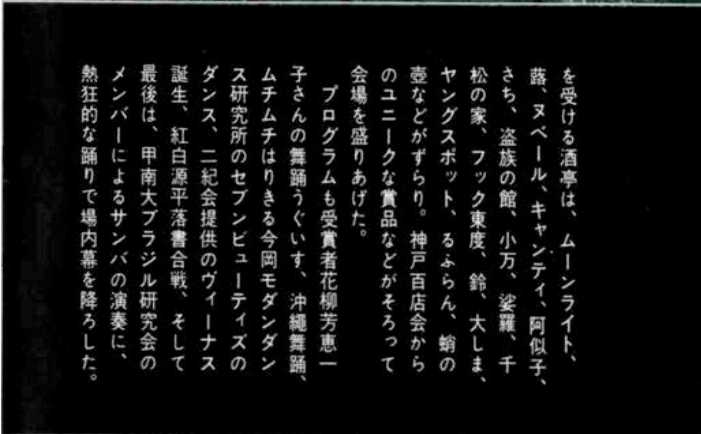 を受ける酒亭は、ムーンライト、
蕗、ヌベール、キャンティ、阿似子、
さち、盗族の館、小万、娑羅、千
松の家、フック東度、鈴、大しま、
ヤングスポット、るふらん、蛸の
壺などがずらり。神戸百店会から
のユニークな賞品などがそろって
会場を盛りあげた。
プログラムも受賞者花柳芳恵一
子さんの舞踊うぐいす、沖縄舞踊、
ムチムチはりきる今岡モダンダン
ス研究所のセブンビューティズの
ダンス、二紀会提供のヴィーナス
誕生、紅白源平落書合戦、そして
最後は、甲南大ブラジル研究会の
メンバーによるサンバの演奏に、
熱狂的な踊りで場内幕を降ろした。